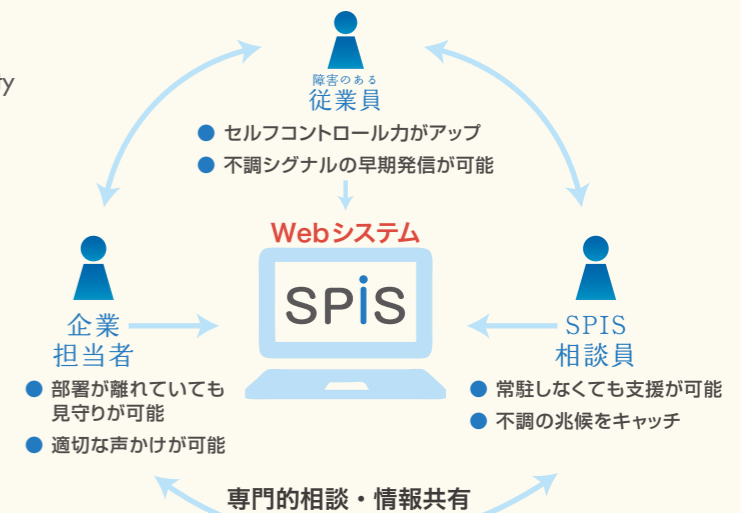 ty
障害のある
従業員
● セルフコントロール力がアップ
● 不調シグナルの早期発信が可能
Webシステム
SPiS
企業
担当者
● 部署が離れていても
見守りが可能
● 適切な声かけが可能
SPIS
相談員
● 常駐しなくても支援が可能
● 不調の兆候をキャッチ
専門的相談・情報共有